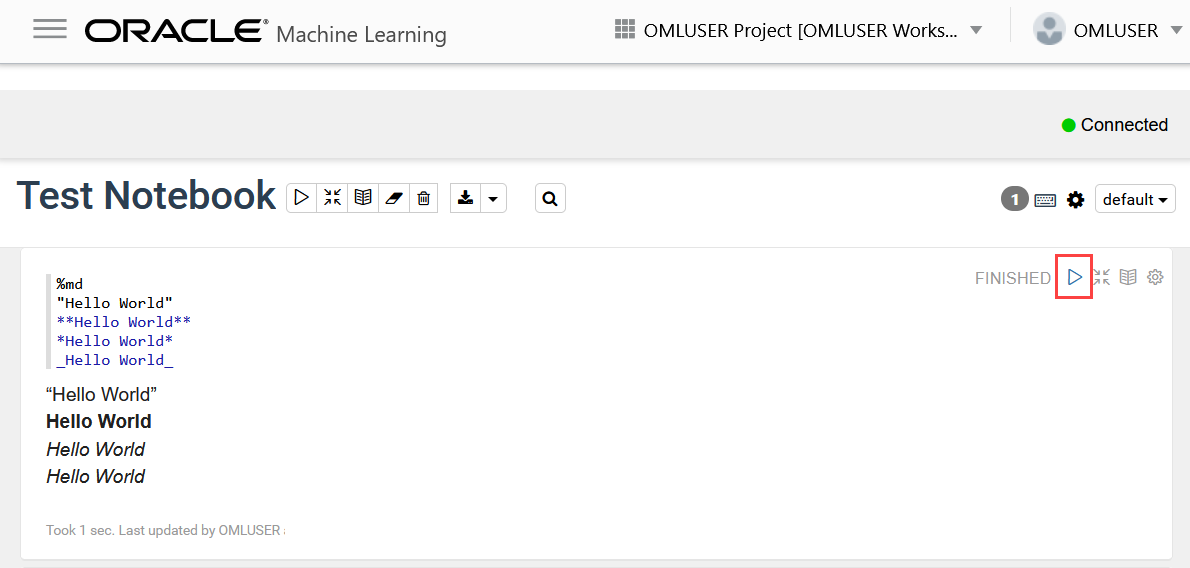 ORACLE® Machine Learning
OMLUSER Project [OMLUSER Works...
OMLUSER
Connected
Test Notebook
1
default
%md
"Hello World"
**Hello World**
*Hello World*
_Hello World_
FINISHED
“Hello World”
Hello World
Hello World
Hello World
Took 1 sec. Last updated by OMLUSER